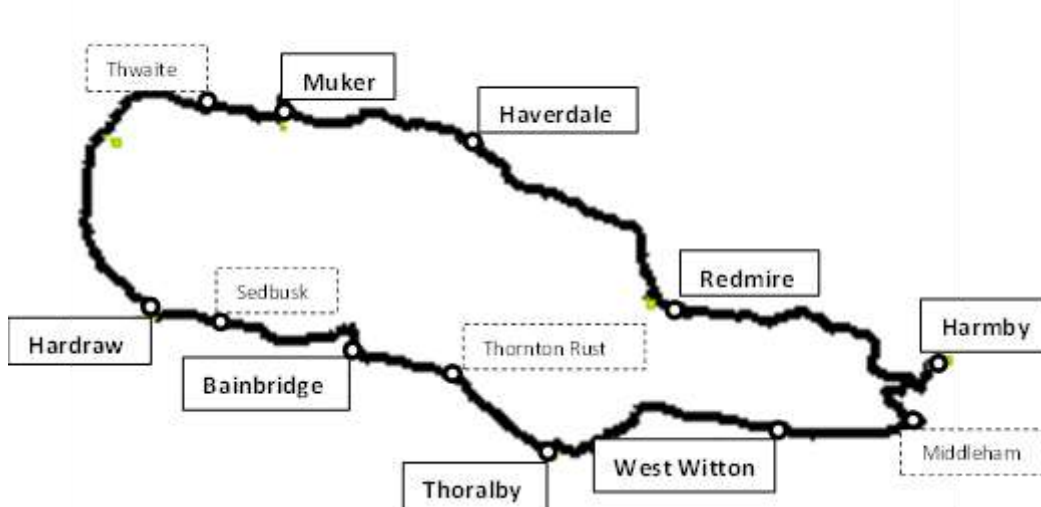 Thwaite
Muker
Haverdale
Redmire
Sedbusk
Harmby
Hardraw
Thornton Rust
Bainbridge
Middleham
West Witton
Thoralby